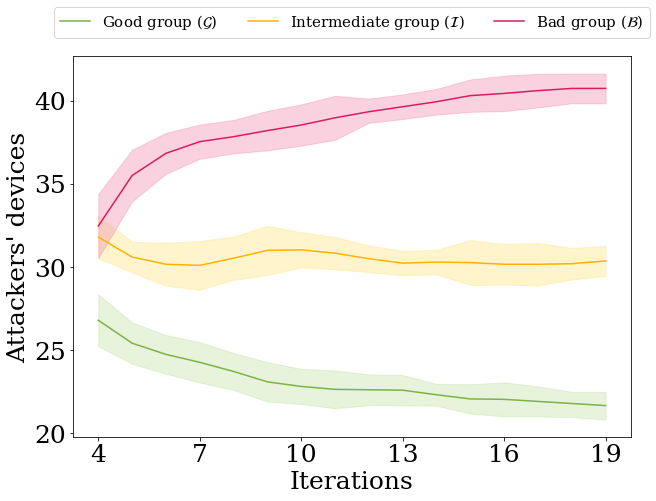 Good group (𝒢) Intermediate group (ℐ) Bad group (ℬ)
40
35
30
25
20
Attackers' devices
4 7 10 13 16 19
Iterations